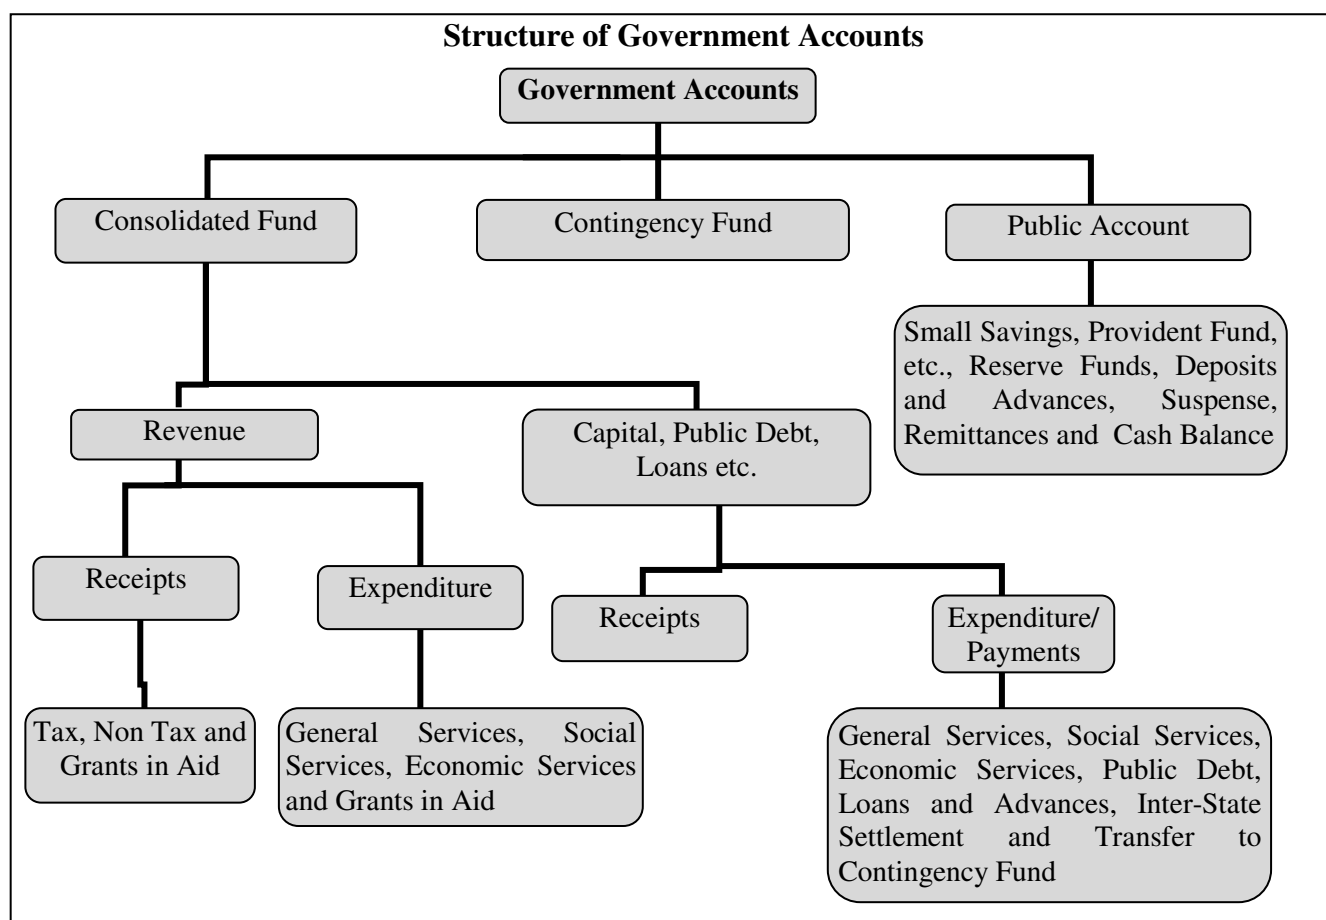 Structure of Government Accounts
Government Accounts
Consolidated Fund
Contingency Fund
Public Account
Small Savings, Provident Fund,
etc., Reserve Funds, Deposits
and Advances, Suspense,
Remittances and Cash Balance
Revenue
Capital, Public Debt,
Loans etc.
Receipts
Expenditure
Receipts
Expenditure/
Payments
Tax, Non Tax and
Grants in Aid
General Services, Social
Services, Economic Services
and Grants in Aid
General Services, Social Services,
Economic Services, Public Debt,
Loans and Advances, Inter-State
Settlement and Transfer to
Contingency Fund